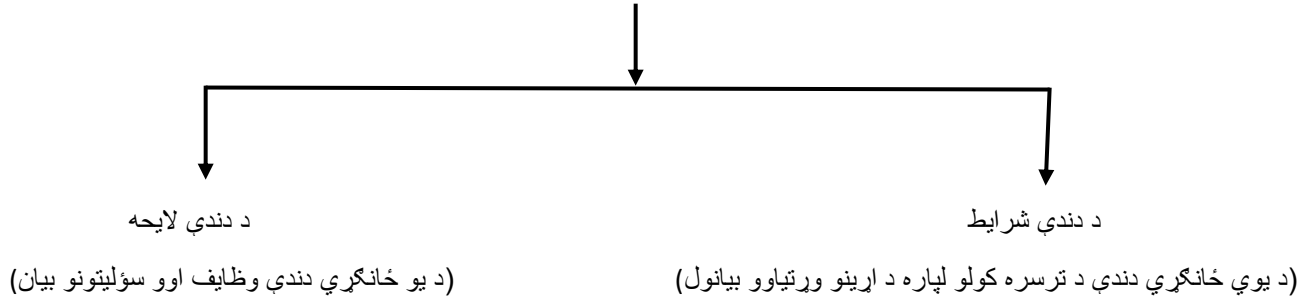 د دندې شرایط
د دندې لایحه
(د یوې ځانګړې دندې د ترسره کولو لپاره د اړینو وړتیاوو بیانول)
(د یو ځانګړي دندې وظایف اوو سؤلیتونو بیان)